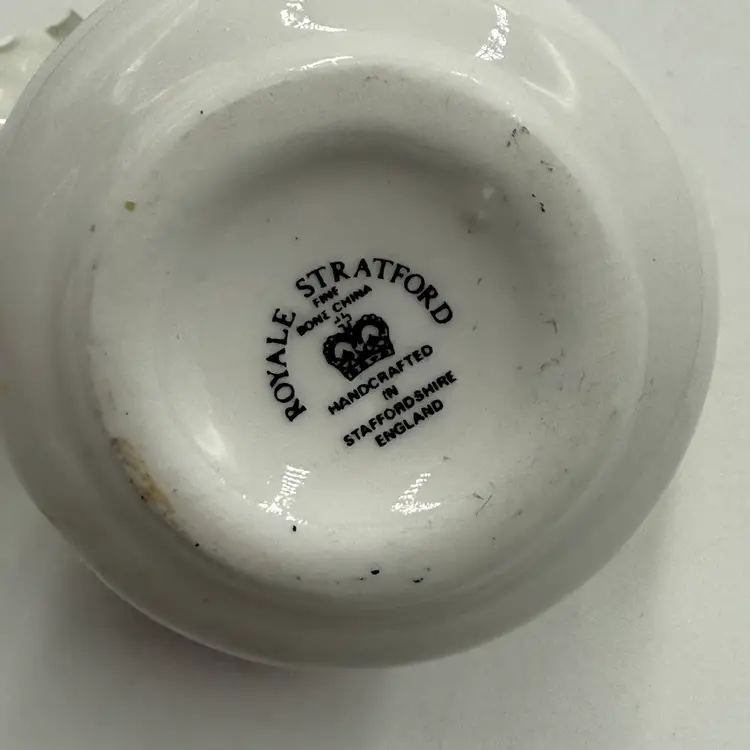 ROYALE STRATFORD
FINE
BONE CHINA
HANDCRAFTED
IN
STAFFORDSHIRE
ENGLAND